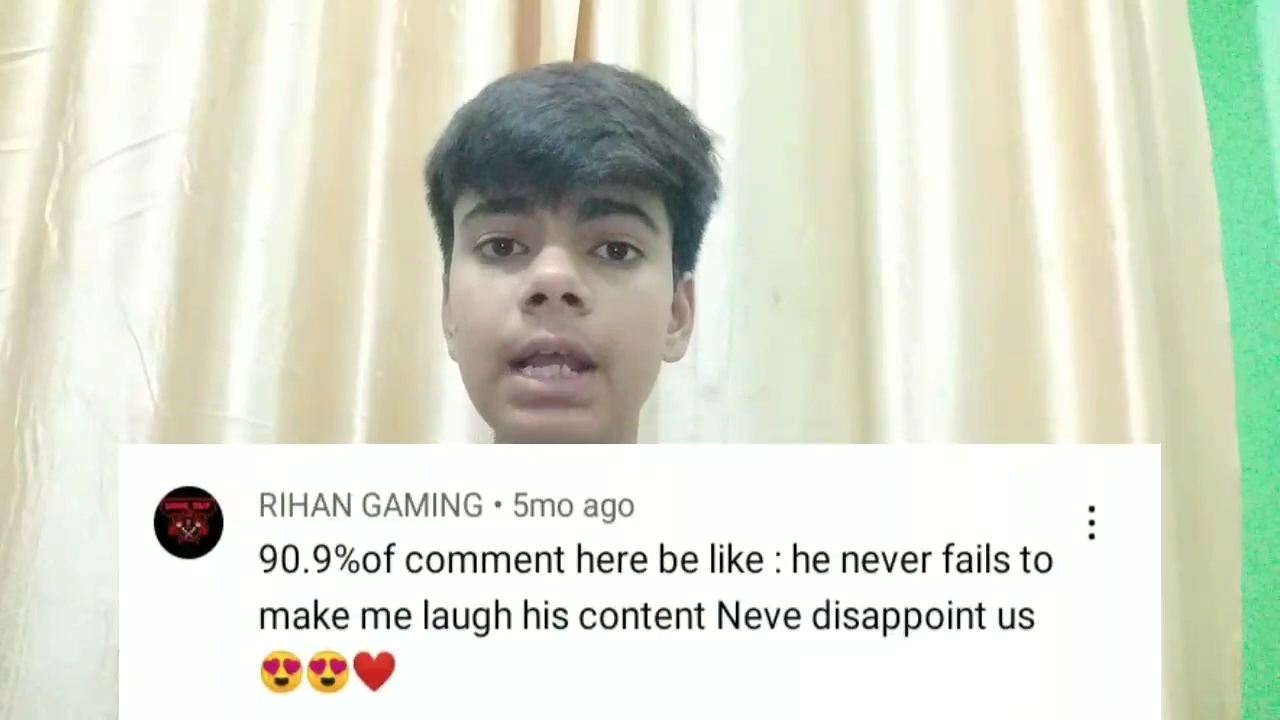 RIHAN GAMING • 5mo ago
90.9%of comment here be like : he never fails to
make me laugh his content Neve disappoint us
😍😍❤️